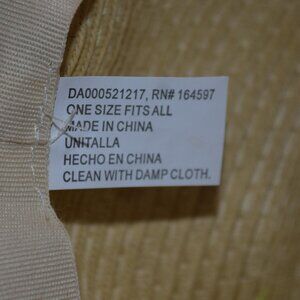 DA000521217, RN# 164597
ONE SIZE FITS ALL
MADE IN CHINA
UNITALLA
HECHO EN CHINA
CLEAN WITH DAMP CLOTH.